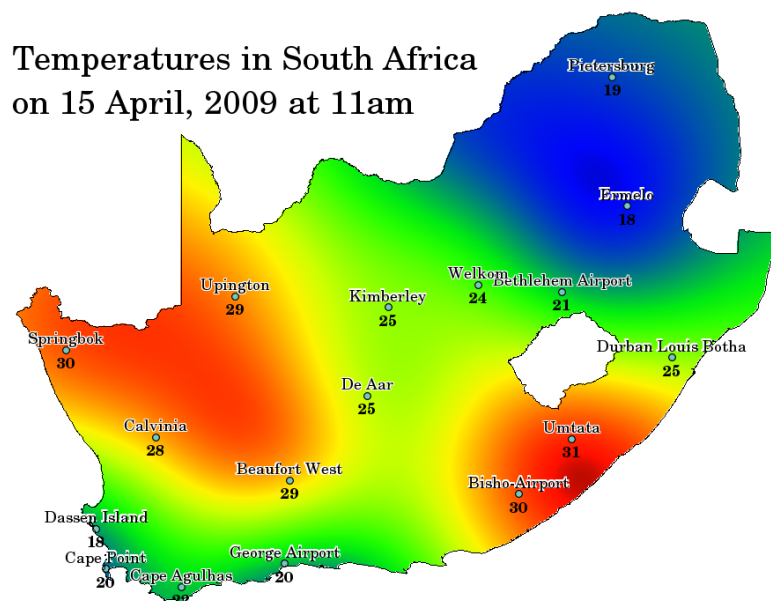 Temperatures in South Africa
on 15 April, 2009 at 11am
Pietersburg
19
Ermelo
18
Welkom
24
Bethlehem Airport
21
Upington
29
Kimberley
25
Springbok
30
Durban Louis Botha
25
De Aar
25
Calvinia
28
Umtata
31
Beaufort West
29
Bisho-Airport
30
Dassen Island
18
Cape Point
20
George Airport
20
Cape Agulhas